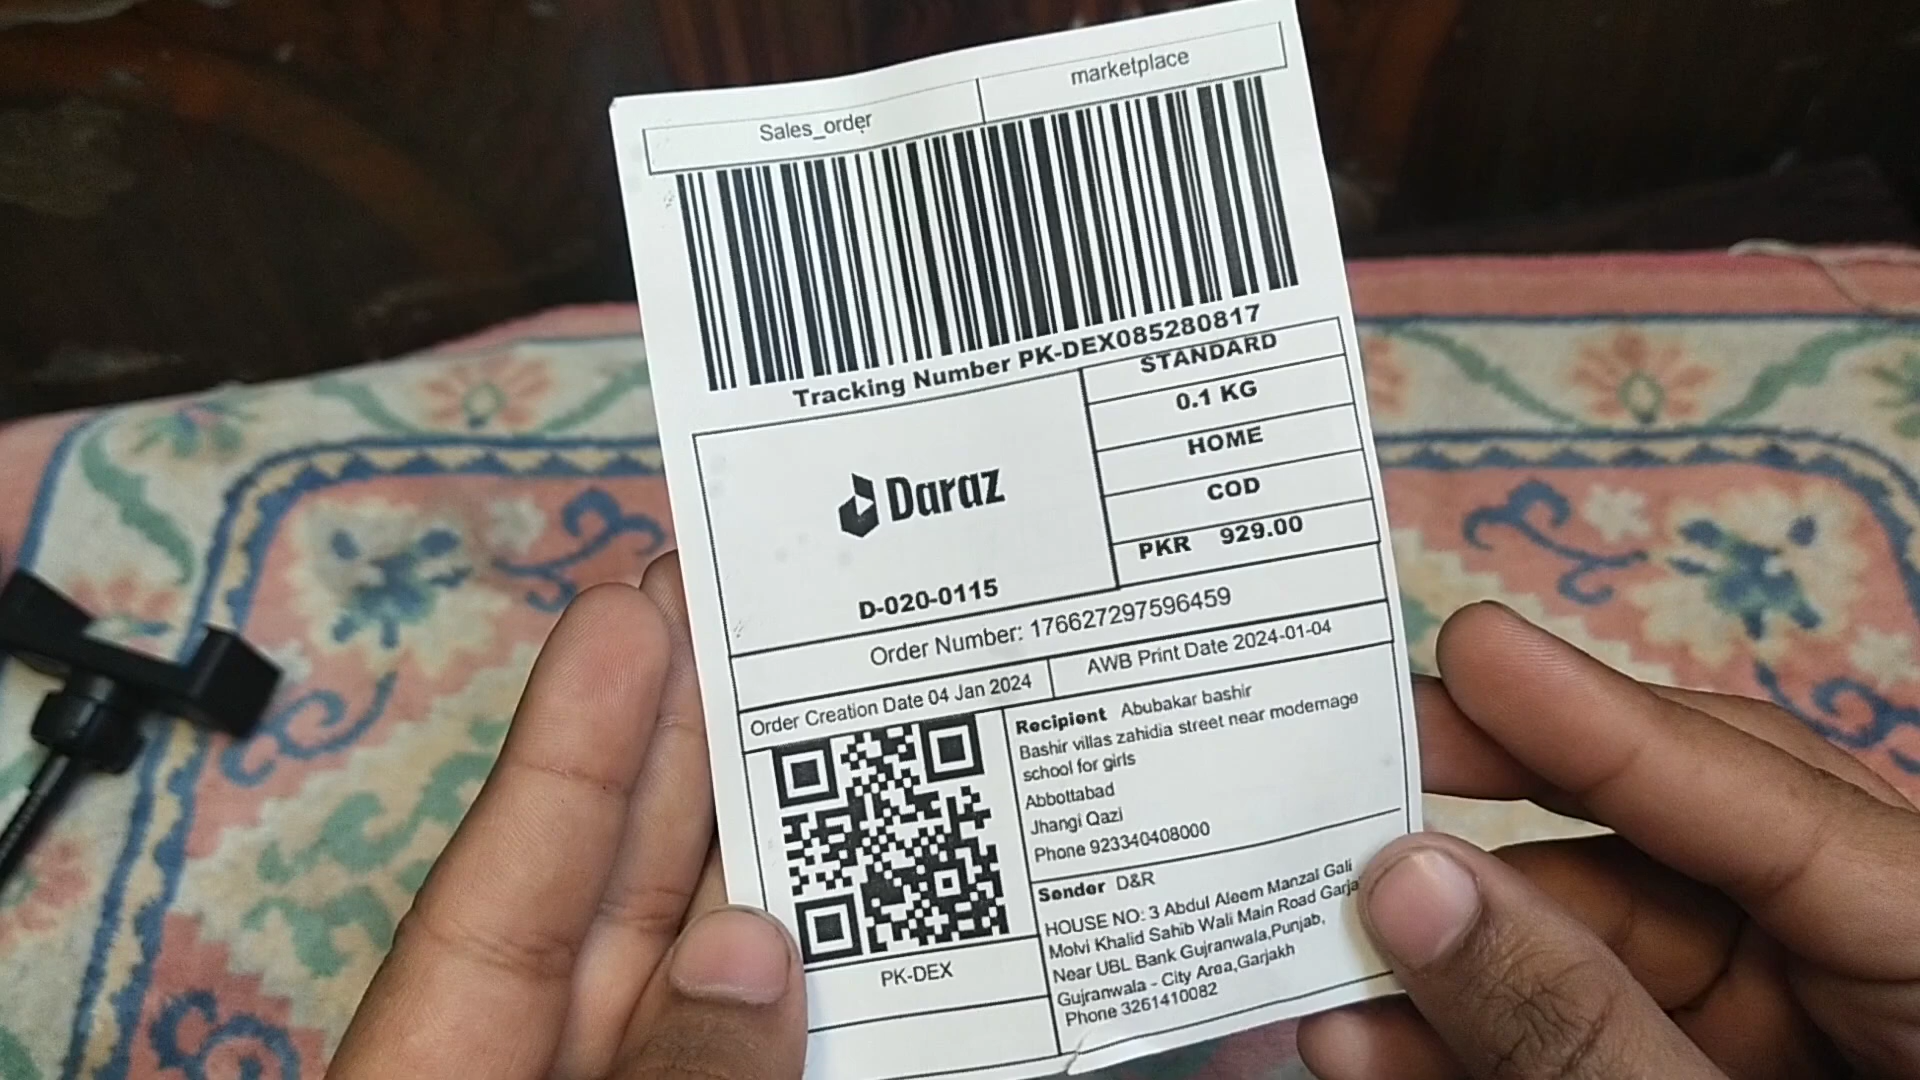 Sales_order
marketplace
Tracking Number PK-DEX085280817
STANDARD
0.1 KG
HOME
COD
PKR 929.00
Daraz
D-020-0115
Order Number: 176627297596459
Order Creation Date 04 Jan 2024
AWB Print Date 2024-01-04
Recipient Abubakar bashir
Bashir villas zahidia street near modernage
school for girls
Abbottabad
Jhangi Qazi
Phone 923340408000
Sender D&R
HOUSE NO: 3 Abdul Aleem Manzal Gali
Molvi Khalid Sahib Wali Main Road
Near UBL Bank Gujranwala,Punjab,
Gujranwala - City Area,Garjakh
Phone 3261410082
PK-DEX